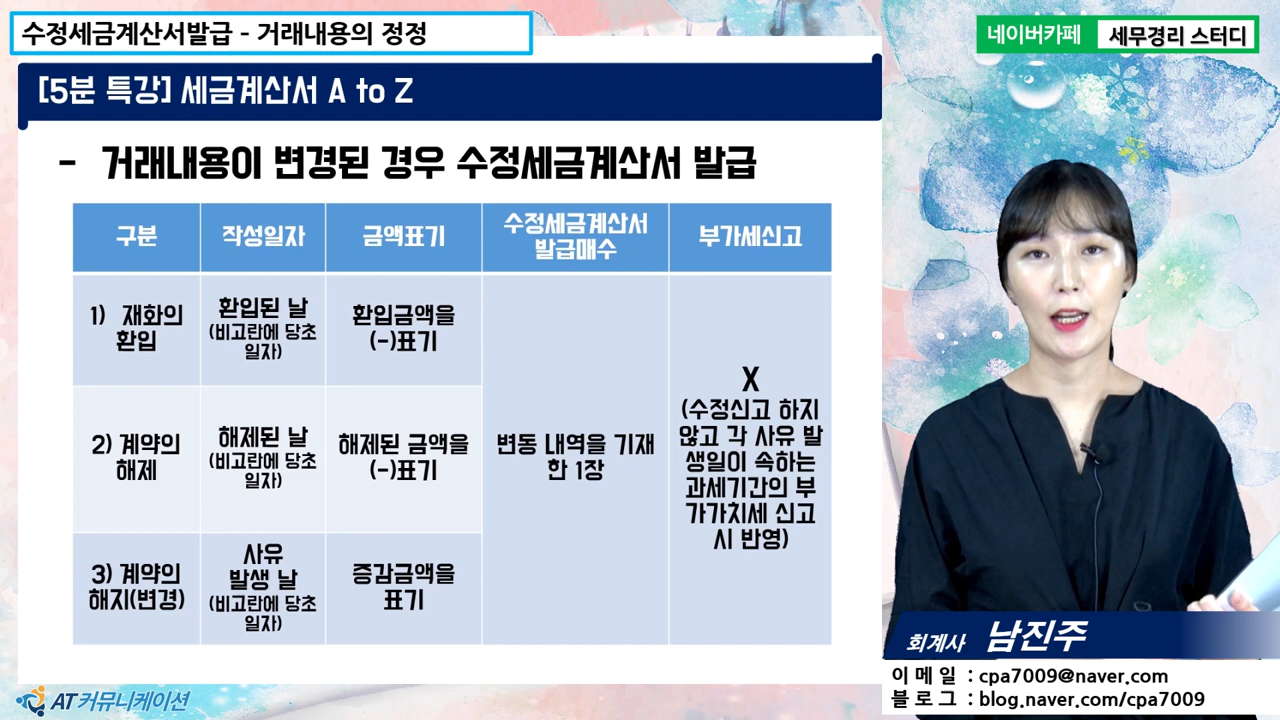 수정세금계산서발급 - 거래내용의 정정
네이버카페 세무경리 스터디
[5분 특강] 세금계산서 A to Z
- 거래내용이 변경된 경우 수정세금계산서 발급
구분
작성일자
금액표기
수정세금계산서
발급매수
부가세신고
1) 재화의
환입
환입된 날
(비고란에 당초
일자)
환입금액을
(-)표기
2) 계약의
해제
해제된 날
(비고란에 당초
일자)
해제된 금액을
(-)표기
3) 계약의
해지(변경)
사유
발생 날
(비고란에 당초
일자)
증감금액을
표기
변동 내역을 기재
한 1장
X
(수정신고 하지
않고 각 사유 발
생일이 속하는
과세기간의 부
가가치세 신고
시 반영)
회계사 남진주
이메일 : cpa7009@naver.com
블로그 : blog.naver.com/cpa7009
AT커뮤니케이션